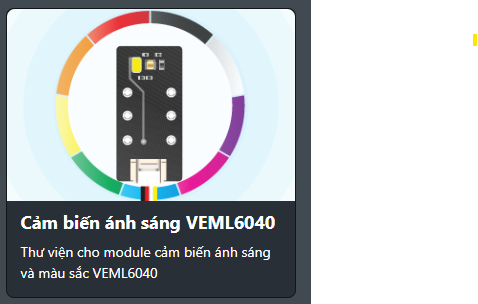 Cảm biến ánh sáng VEML6040
Thư viện cho module cảm biến ánh sáng
và màu sắc VEML6040